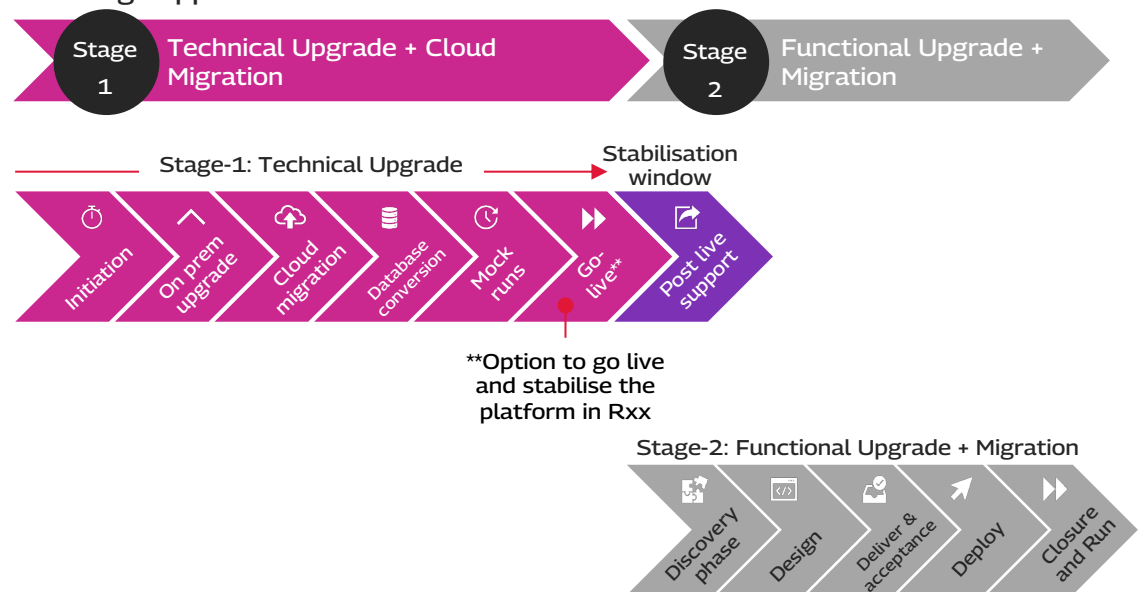 Stage
1
Technical Upgrade + Cloud
Migration
Stage
2
Functional Upgrade +
Migration
Stage-1: Technical Upgrade
Stabilisation
window
Initiation
On prem
upgrade
Cloud
migration
Database
conversion
Mock
runs
Go-
live**
Post live
support
**Option to go live
and stabilise the
platform in Rxx
Stage-2: Functional Upgrade + Migration
Discovery
phase
Design
Deliver &
acceptance
Deploy
Closure
and Run